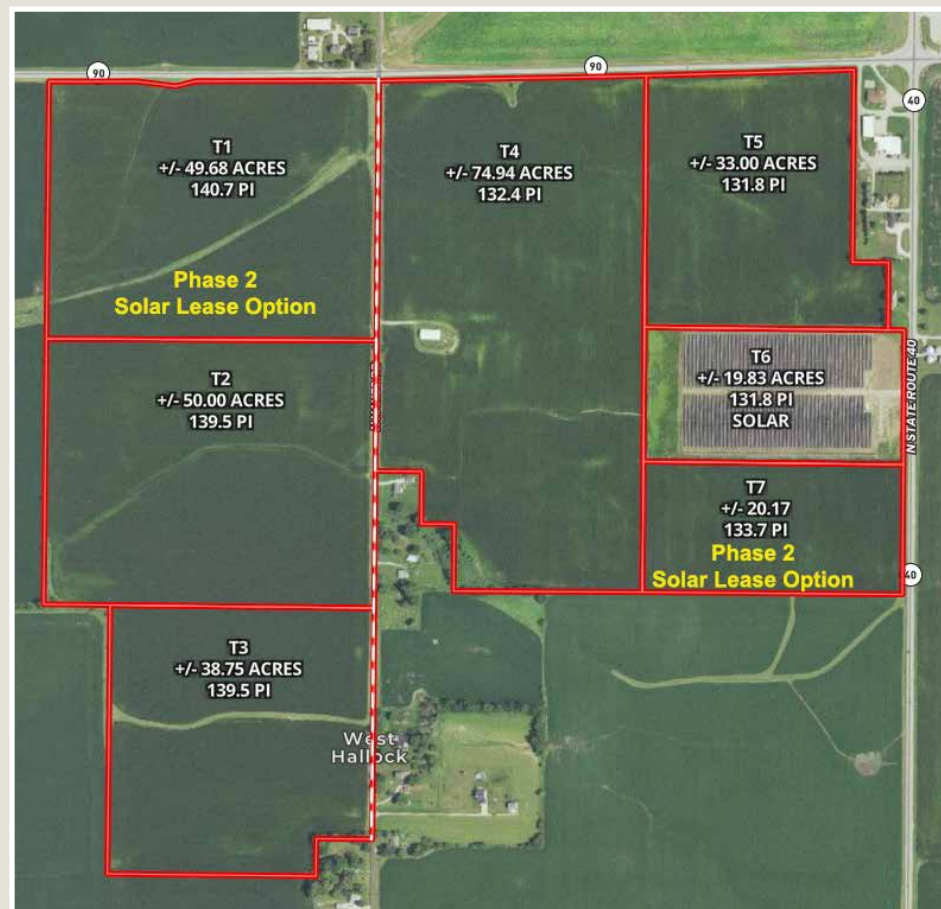 90
90
40
T1
+/- 49.68 ACRES
140.7 PI
Phase 2
Solar Lease Option
T4
+/- 74.94 ACRES
132.4 PI
T5
+/- 33.00 ACRES
131.8 PI
T2
+/- 50.00 ACRES
139.5 PI
T6
+/- 19.83 ACRES
131.8 PI
SOLAR
N STATE ROUTE 40
T7
+/- 20.17
133.7 PI
Phase 2
Solar Lease Option
40
T3
+/- 38.75 ACRES
139.5 PI
West
Hallock